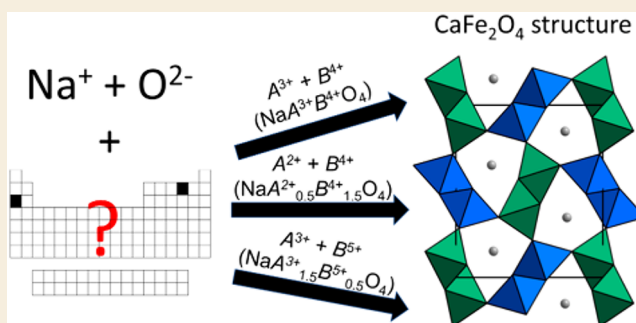 CaFe₂O₄ structure
Na⁺ + O²⁻
+
?
A³⁺ + B⁴⁺
(NaA³⁺B⁴⁺O₄)
A²⁺ + B⁴⁺
(NaA²⁺₀.₅B⁴⁺₁.₅O₄)
A³⁺ + B⁵⁺
(NaA³⁺₁.₅B⁵⁺₀.₅O₄)